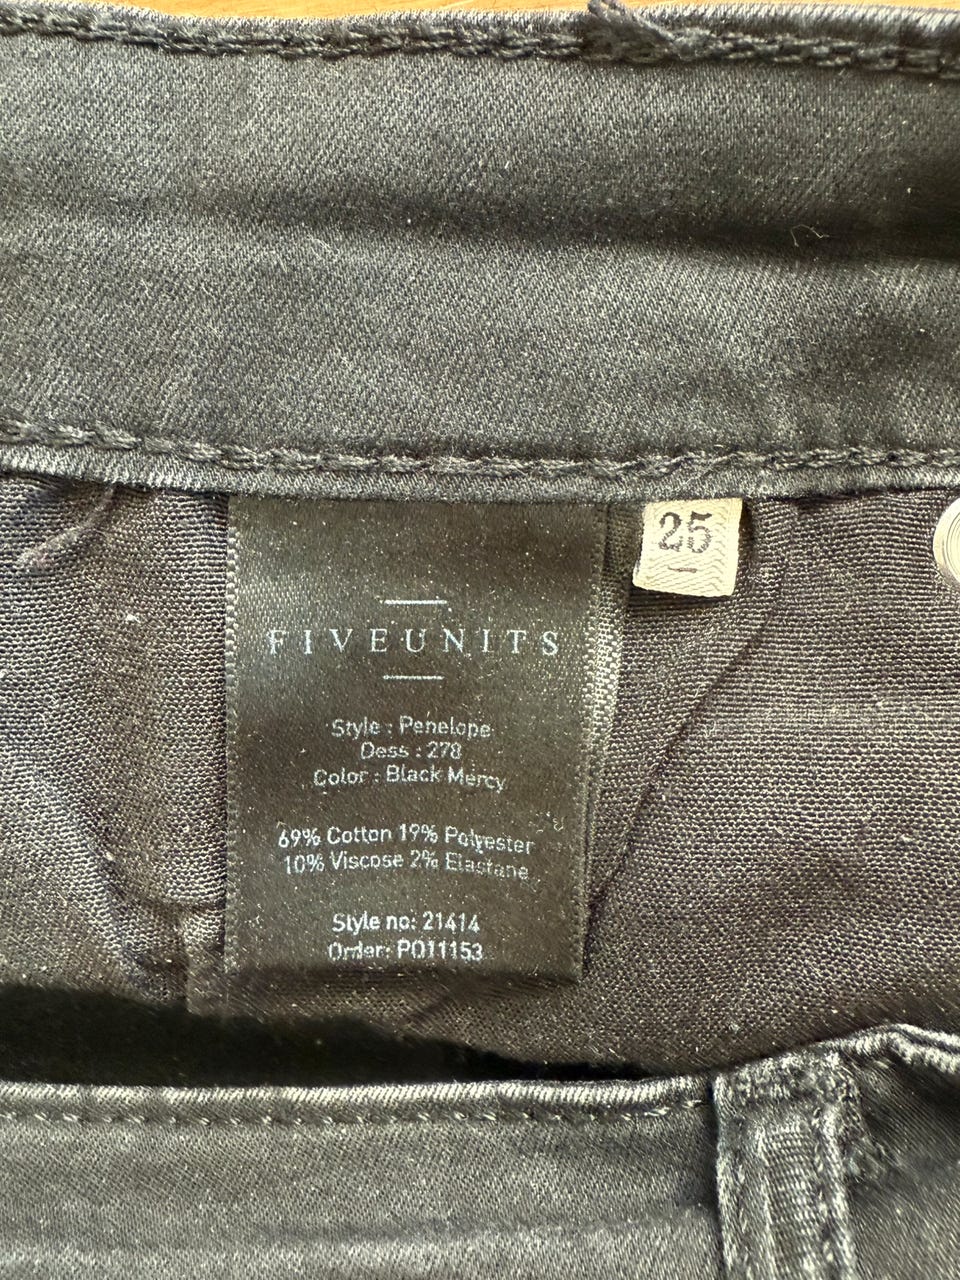 25
FIVEUNITS
Style : Penelope
Dess : 278
Color : Black Mercy
69% Cotton 19% Polyester
10% Viscose 2% Elastane
Style no: 21414
Order: PO11153